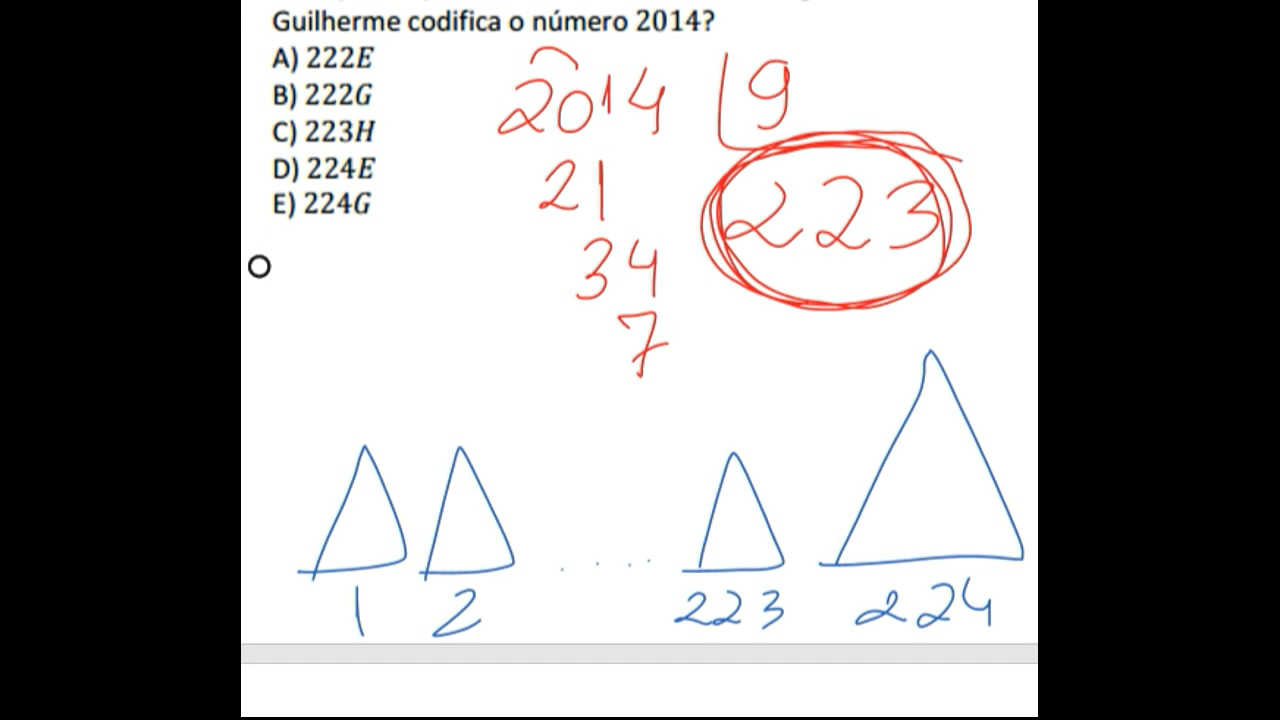 Guilherme codifica o número 2014?
A) 222E
B) 222G
C) 223H
D) 224E
E) 224G
2014 9
21 223
34
7
1 2 .... 223 224